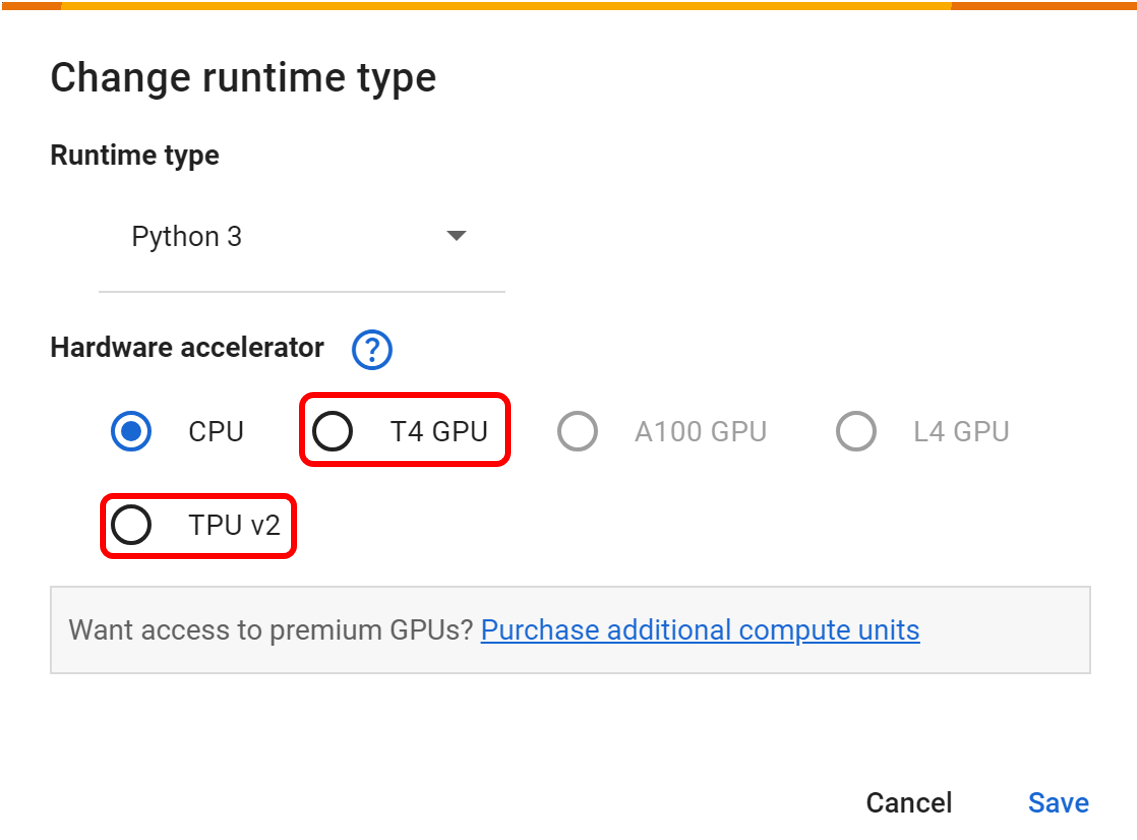 Change runtime type
Runtime type
Python 3
Hardware accelerator ?
CPU T4 GPU A100 GPU L4 GPU
TPU v2
Want access to premium GPUs? Purchase additional compute units
Cancel Save